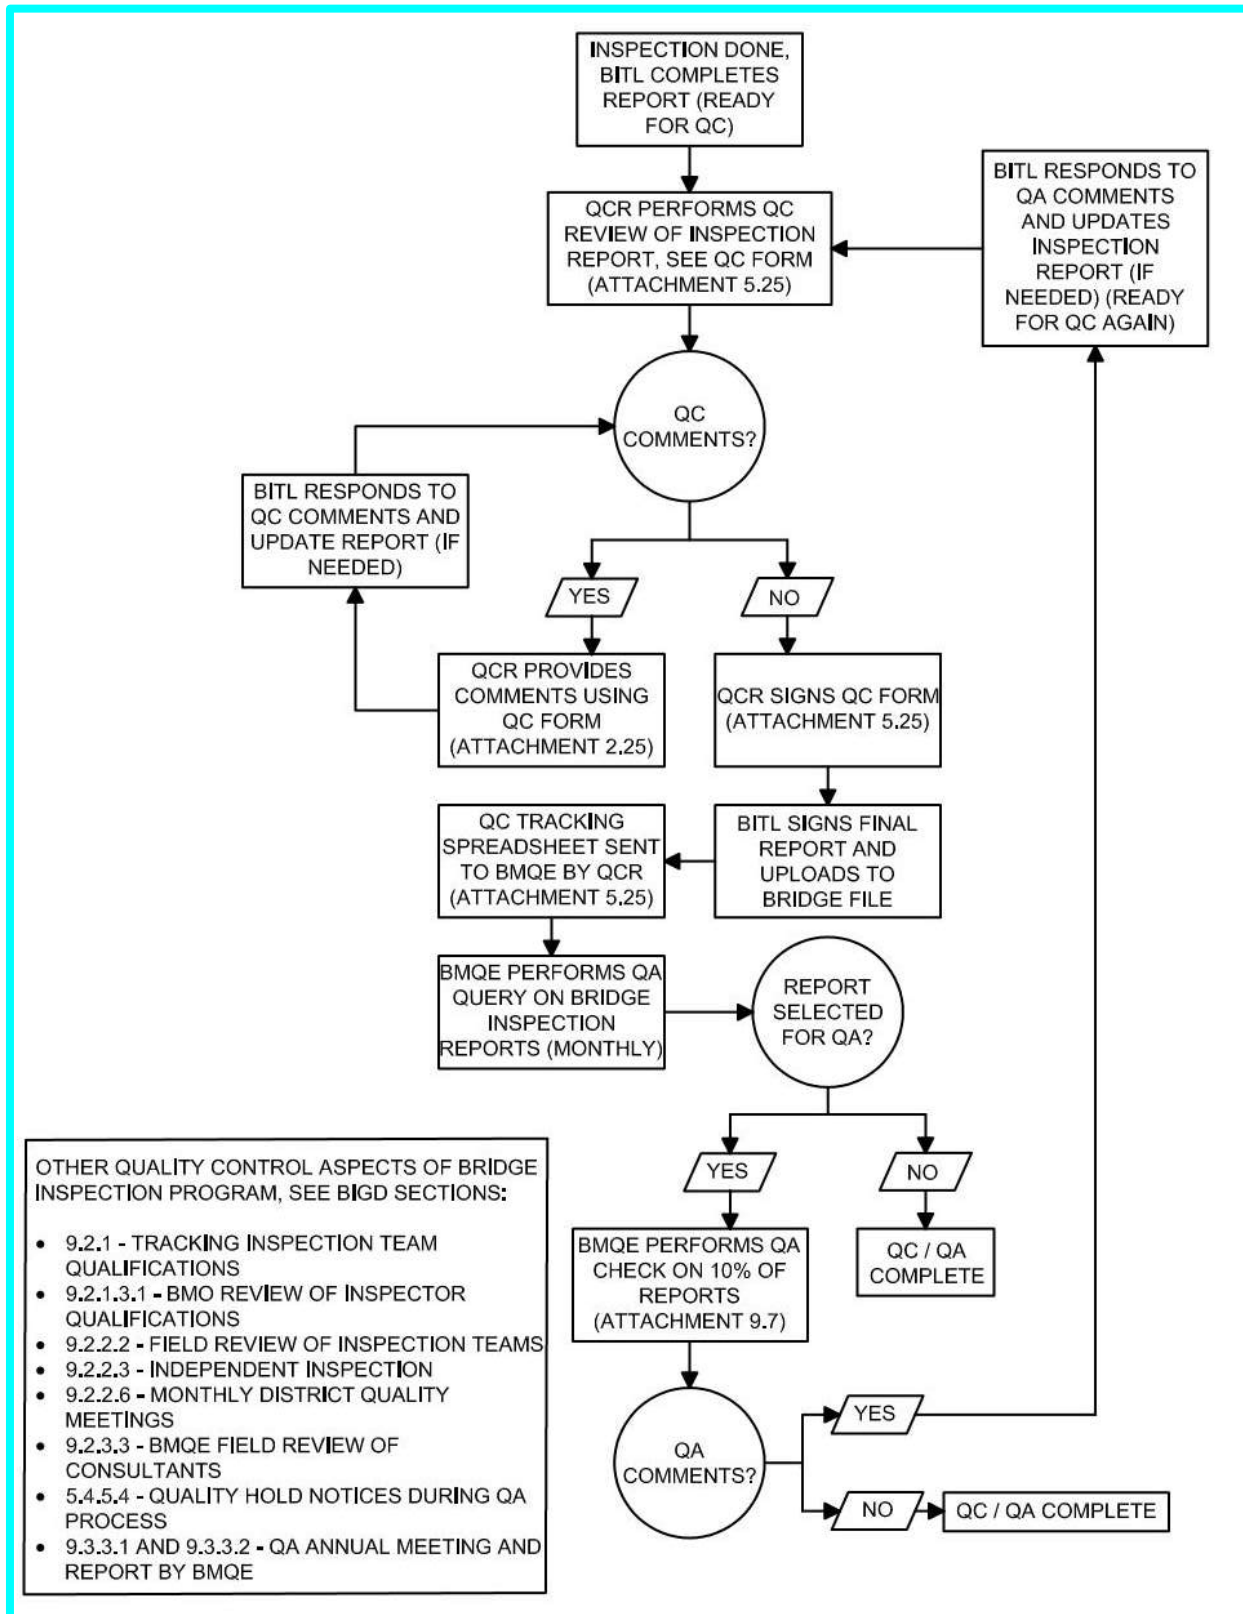 INSPECTION DONE,
BITL COMPLETES
REPORT (READY
FOR QC)
BITL RESPONDS TO
QA COMMENTS
AND UPDATES
INSPECTION
REPORT (IF
NEEDED) (READY
FOR QC AGAIN)
QCR PERFORMS QC
REVIEW OF INSPECTION
REPORT, SEE QC FORM
(ATTACHMENT 5.25)
QC
COMMENTS?
BITL RESPONDS TO
QC COMMENTS AND
UPDATE REPORT (IF
NEEDED)
YES
NO
QCR PROVIDES
COMMENTS USING
QC FORM
(ATTACHMENT 2.25)
QCR SIGNS QC FORM
(ATTACHMENT 5.25)
QC TRACKING
SPREADSHEET SENT
TO BMQE BY QCR
(ATTACHMENT 5.25)
BITL SIGNS FINAL
REPORT AND
UPLOADS TO
BRIDGE FILE
BMQE PERFORMS QA
QUERY ON BRIDGE
INSPECTION
REPORTS (MONTHLY)
REPORT
SELECTED
FOR QA?
YES
NO
BMQE PERFORMS QA
CHECK ON 10% OF
REPORTS
(ATTACHMENT 9.7)
QC / QA
COMPLETE
QA
COMMENTS?
YES
NO
QC / QA COMPLETE
OTHER QUALITY CONTROL ASPECTS OF BRIDGE
INSPECTION PROGRAM, SEE BIGD SECTIONS:
• 9.2.1 - TRACKING INSPECTION TEAM
QUALIFICATIONS
• 9.2.1.3.1 - BMO REVIEW OF INSPECTOR
QUALIFICATIONS
• 9.2.2.2 - FIELD REVIEW OF INSPECTION TEAMS
• 9.2.2.3 - INDEPENDENT INSPECTION
• 9.2.2.6 - MONTHLY DISTRICT QUALITY
MEETINGS
• 9.2.3.3 - BMQE FIELD REVIEW OF
CONSULTANTS
• 5.4.5.4 - QUALITY HOLD NOTICES DURING QA
PROCESS
• 9.3.3.1 AND 9.3.3.2 - QA ANNUAL MEETING AND
REPORT BY BMQE